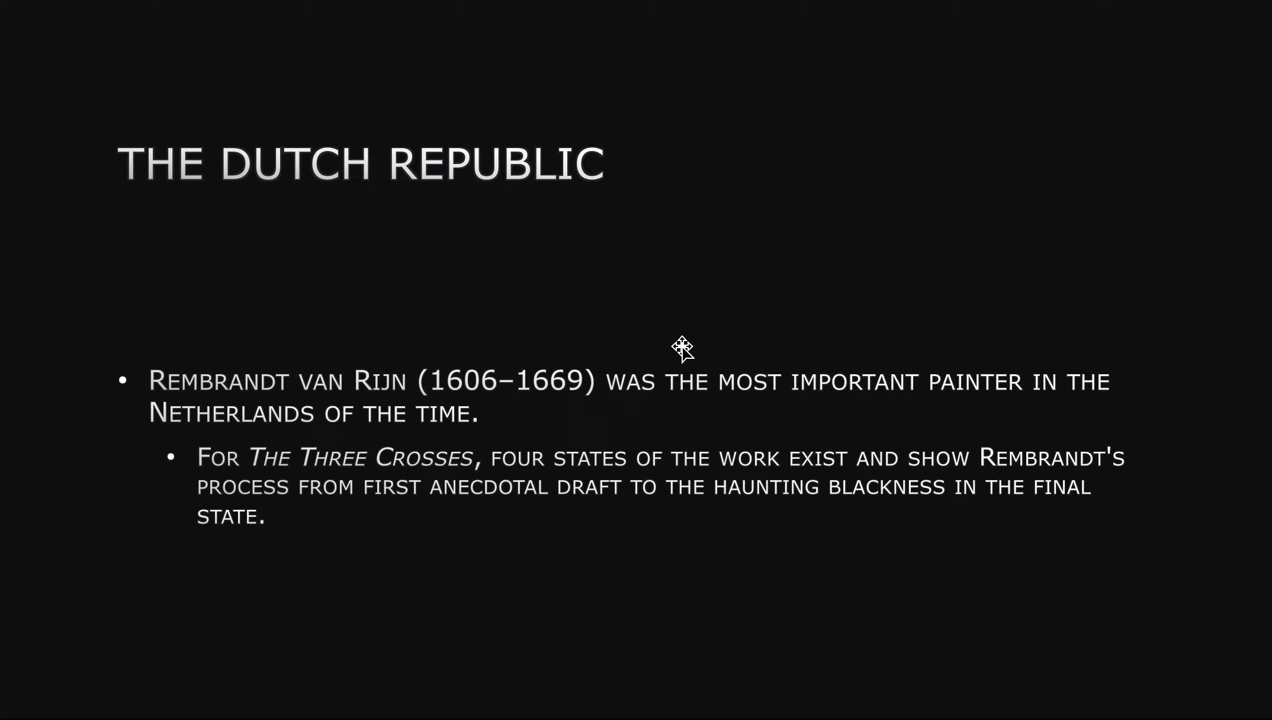 THE DUTCH REPUBLIC
• Rembrandt van Rijn (1606–1669) was the most important painter in the
Netherlands of the time.
• For The Three Crosses, four states of the work exist and show Rembrandt's
process from first anecdotal draft to the haunting blackness in the final
state.